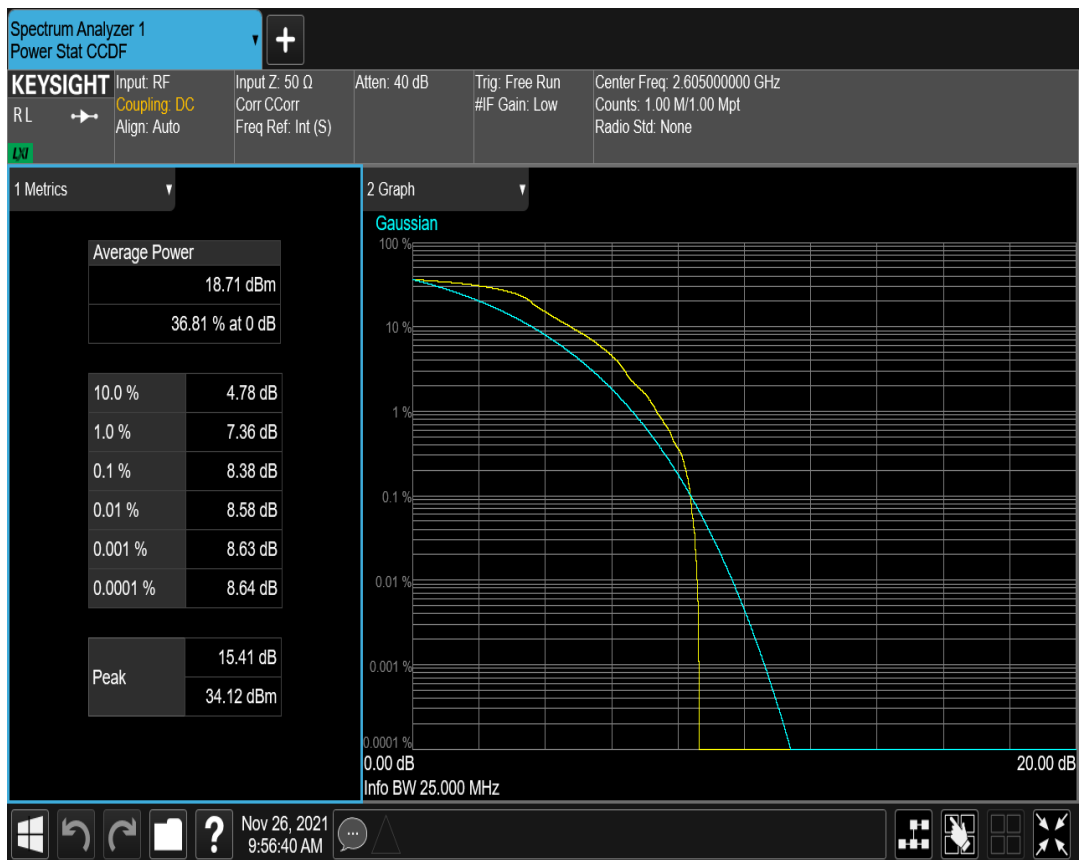 Spectrum Analyzer 1
Power Stat CCDF
+
KEYSIGHT
RL
LXI
Input: RF
Coupling: DC
Align: Auto
Input Z: 50 Ω
Corr CCorr
Freq Ref: Int (S)
Atten: 40 dB
Trig: Free Run
#IF Gain: Low
Center Freq: 2.605000000 GHz
Counts: 1.00 M/1.00 Mpt
Radio Std: None
1 Metrics
Average Power
18.71 dBm
36.81 % at 0 dB
10.0 % 4.78 dB
1.0 % 7.36 dB
0.1 % 8.38 dB
0.01 % 8.58 dB
0.001 % 8.63 dB
0.0001 % 8.64 dB
Peak
15.41 dB
34.12 dBm
2 Graph
Gaussian
100 %
10 %
1 %
0.1 %
0.01 %
0.001 %
0.0001 %
0.00 dB 20.00 dB
Info BW 25.000 MHz
?
Nov 26, 2021
9:56:40 AM